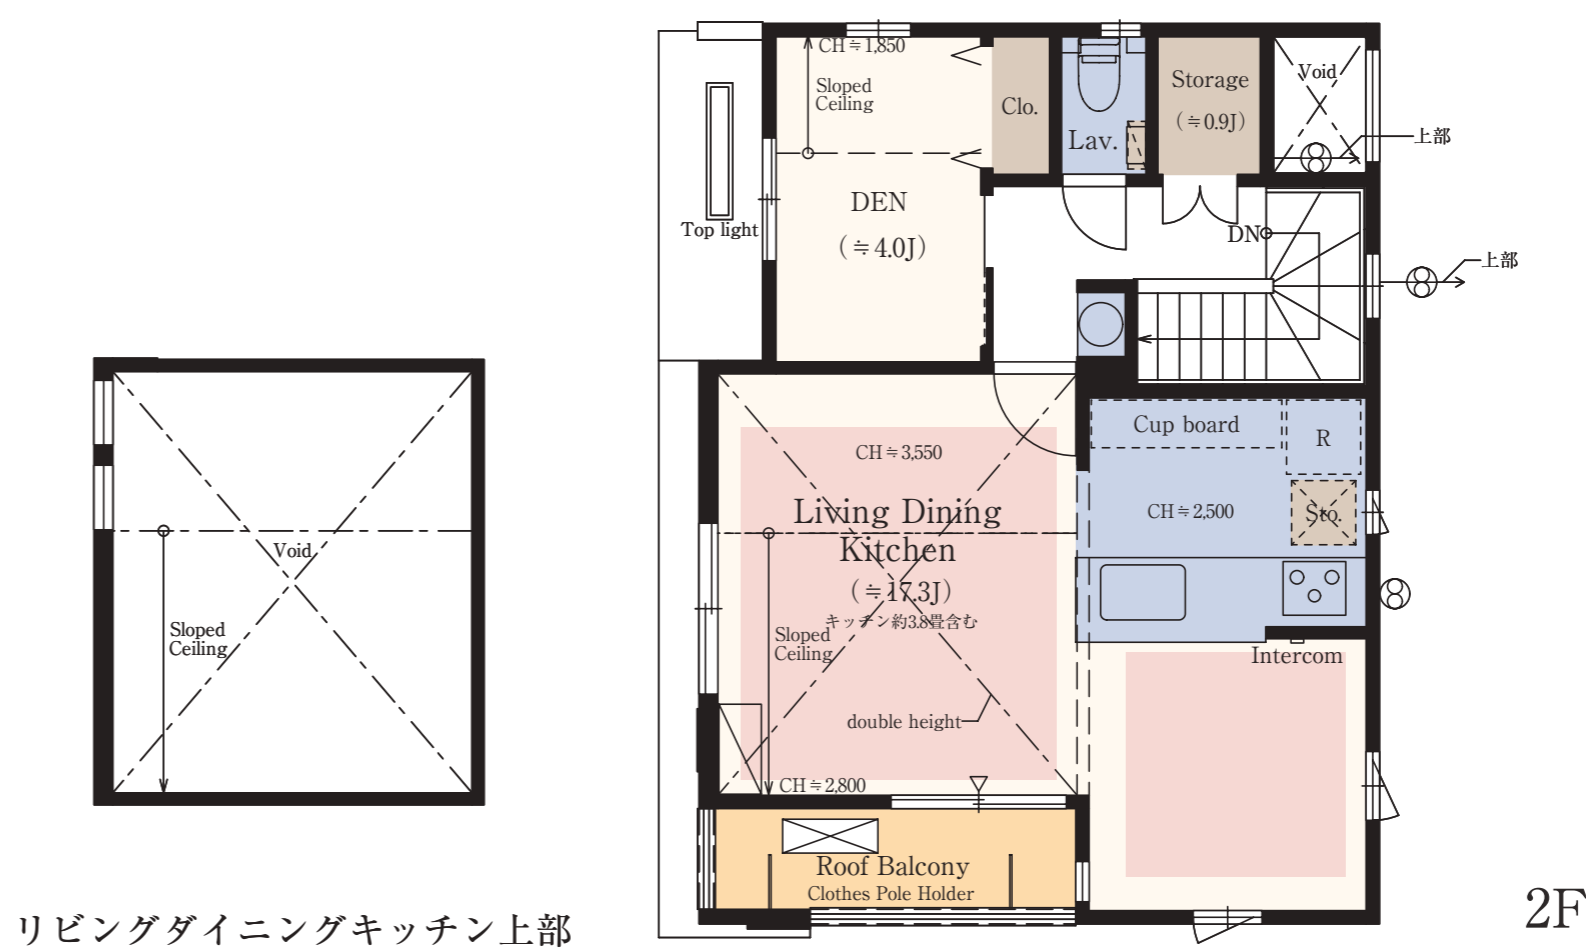 CH≒1,850
Sloped
Ceiling
Clo.
Lav.
Storage
(≒0.9J)
Void
上部
DEN
(≒4.0J)
Top light
DN
上部
Cup board
R
CH≒3,550
CH≒2,500
Sto.
Living Dining
Kitchen
(≒17.3J)
キッチン約3.8畳含む
Sloped
Ceiling
Intercom
double height
CH≒2,800
Roof Balcony
Clothes Pole Holder
Void
Sloped
Ceiling
リビングダイニングキッチン上部
2F